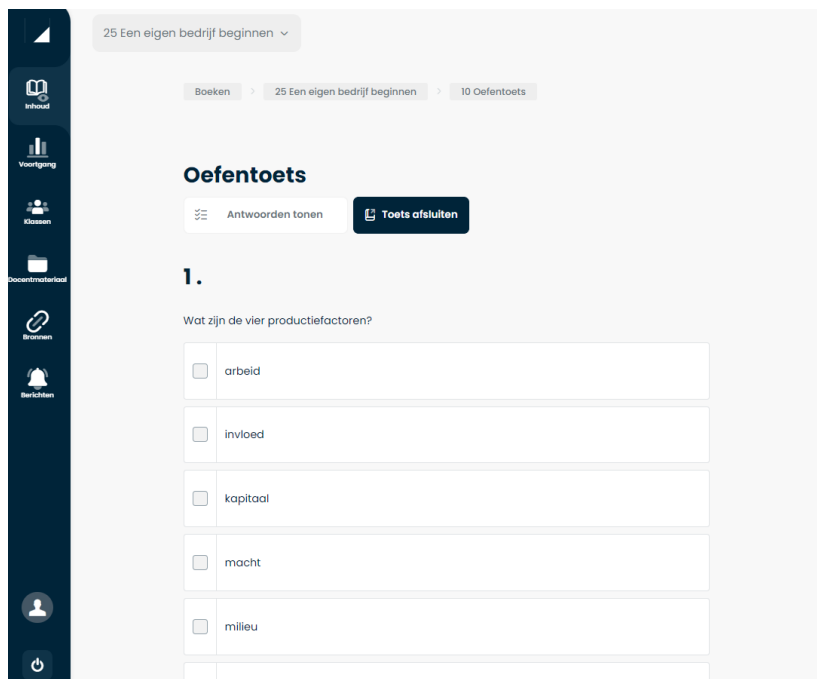 25 Een eigen bedrijf beginnen
Inhoud
Boeken > 25 Een eigen bedrijf beginnen > 10 Oefentoets
Voortgang
Oefentoets
Klassen
Antwoorden tonen
Toets afsluiten
Docentmateriaal
1.
Wat zijn de vier productiefactoren?
Bronnen
arbeid
Berichten
invloed
kapitaal
macht
milieu